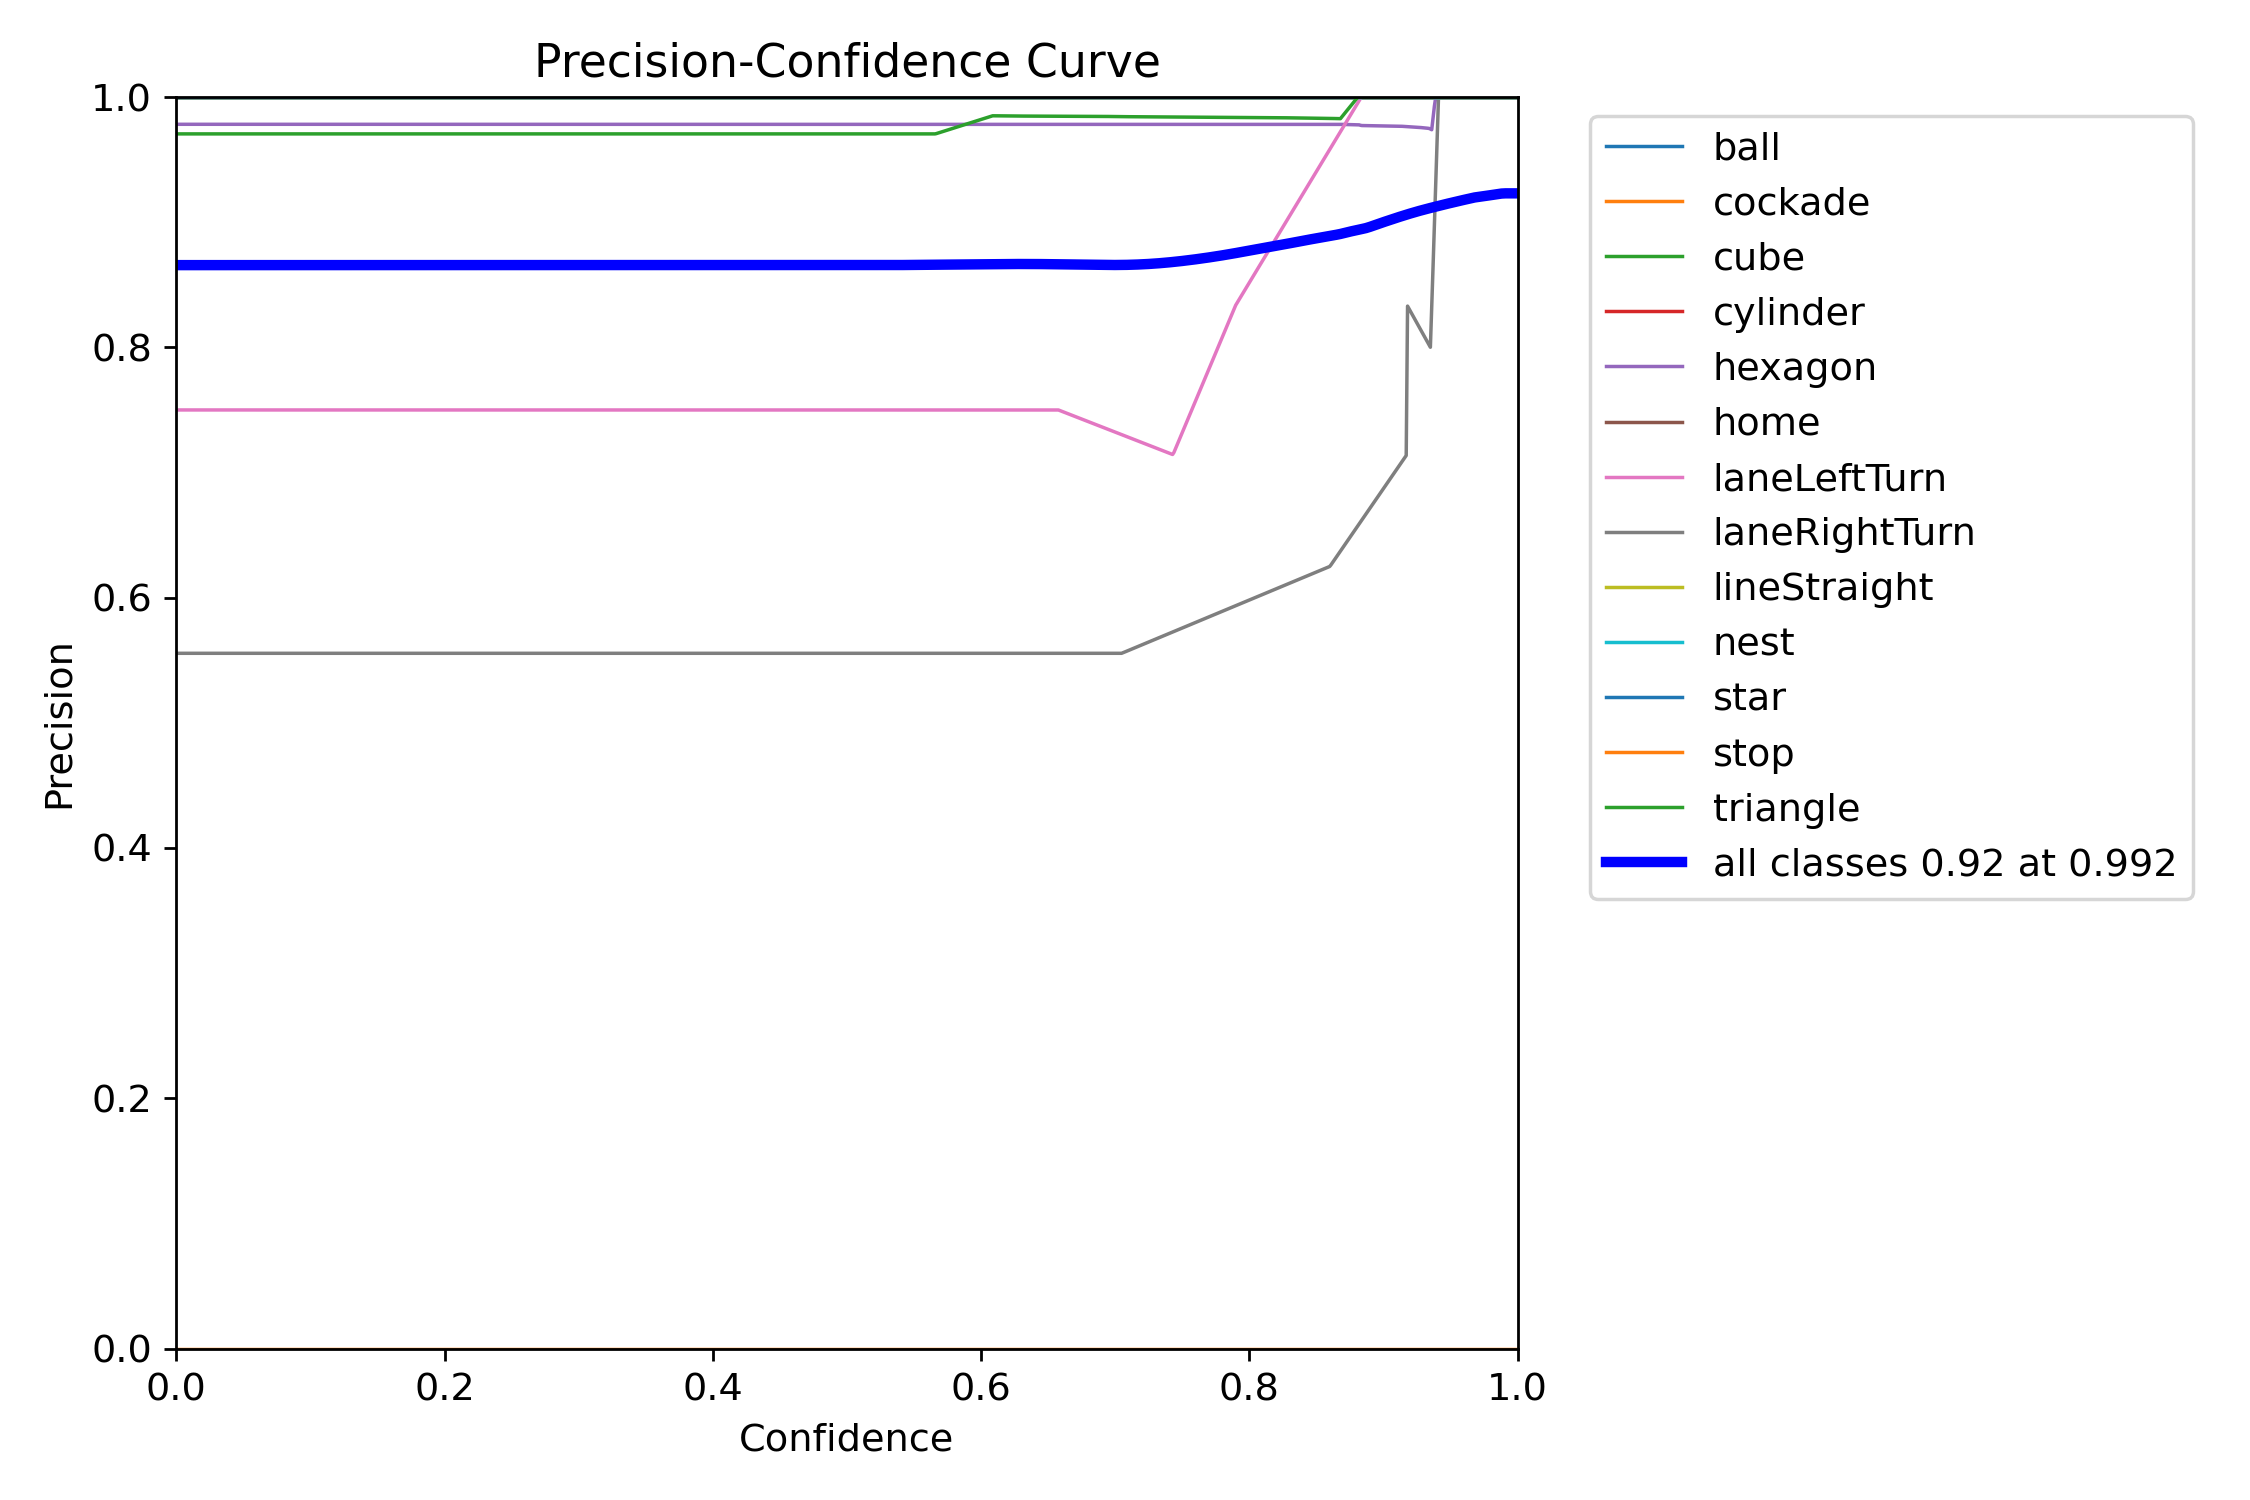 Precision-Confidence Curve
1.0
0.8
0.6
0.4
0.2
0.0
Precision
0.0 0.2 0.4 0.6 0.8 1.0
Confidence
ball
cockade
cube
cylinder
hexagon
home
laneLeftTurn
laneRightTurn
lineStraight
nest
star
stop
triangle
all classes 0.92 at 0.992